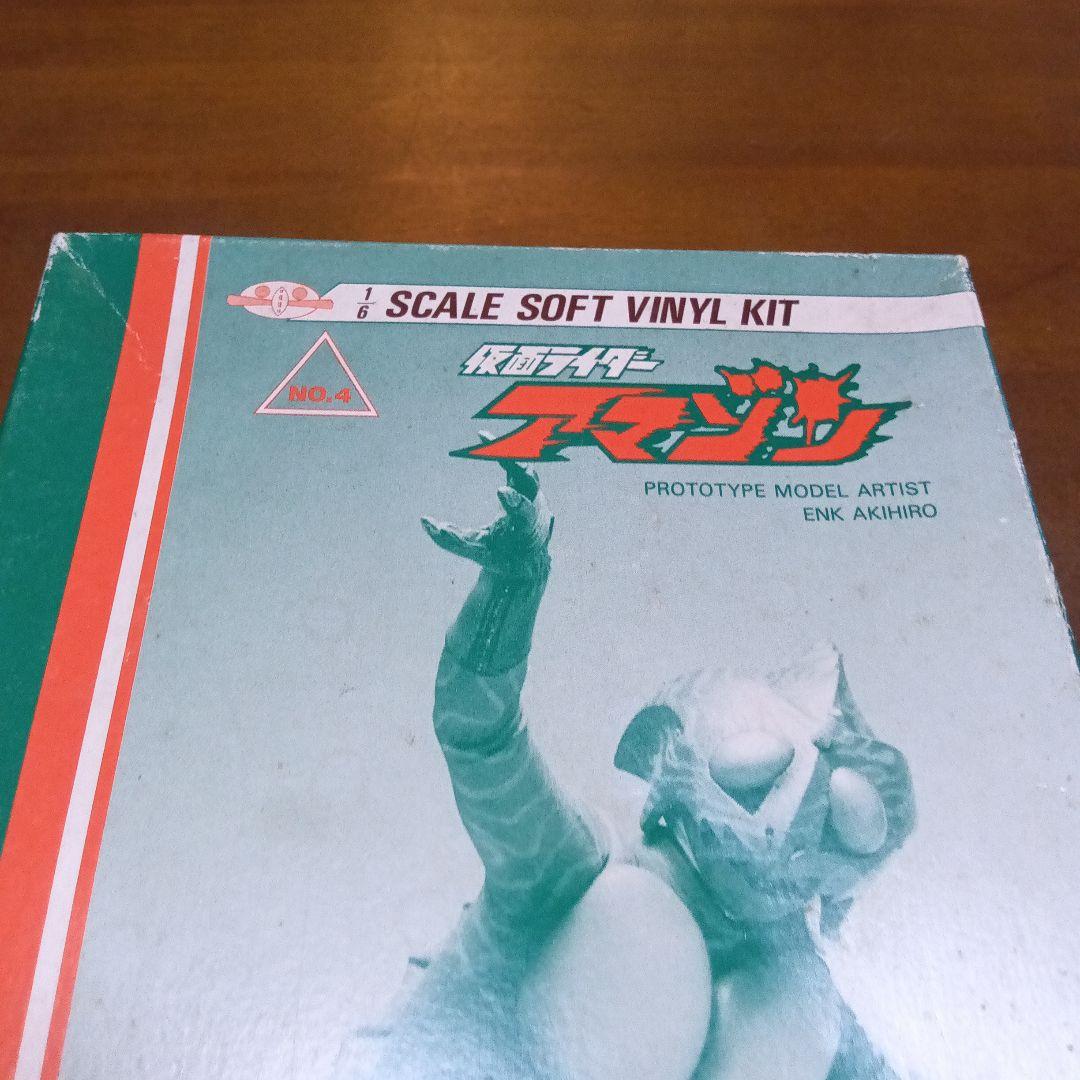 1/6 SCALE SOFT VINYL KIT
NO.4
仮面ライダー
アマゾン
PROTOTYPE MODEL ARTIST
ENK AKIHIRO